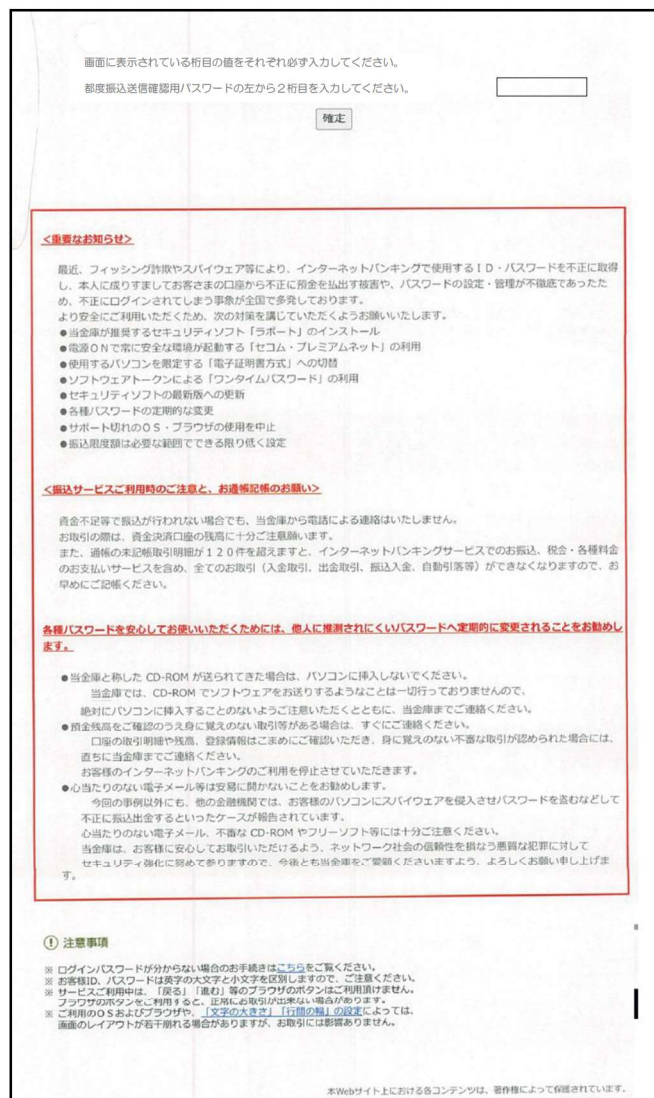 画面に表示されている桁目の値をそれぞれ必ず入力してください。
都度振込送信確認用パスワードの左から２桁目を入力してください。
確定
<重要なお知らせ>
最近、フィッシング詐欺やスパイウェア等により、インターネットバンキングで使用するＩＤ・パスワードを不正に取得
し、本人に成りすましてお客さまの口座から不正に預金を払出す被害や、パスワードの設定・管理が不徹底であったた
め、不正にログインされてしまう事象が全国で多発しております。
より安全にご利用いただくため、次の対策を講じていただくようお願いいたします。
●当金庫が推奨するセキュリティソフト「ラポート」のインストール
●電源ＯＮで常に安全な環境が起動する「セコム・プレミアムネット」の利用
●使用するパソコンを限定する「電子証明書方式」への切替
●ソフトウェアトークンによる「ワンタイムパスワード」の利用
●セキュリティソフトの最新版への更新
●各種パスワードの定期的な変更
●サポート切れのＯＳ・ブラウザの使用を中止
●振込限度額は必要な範囲でできる限り低く設定
<振込サービスご利用時のご注意と、お通帳記帳のお願い>
資金不足等で振込が行われない場合でも、当金庫から電話による連絡はいたしません。
お取引の際は、資金決済口座の残高に十分ご注意願います。
また、通帳の未記帳取引明細が１２０件を超えますと、インターネットバンキングサービスでのお振込、税金・各種料金
のお支払いサービスを含め、全てのお取引（入金取引、出金取引、振込入金、自動引落等）ができなくなりますので、お
早めにご記帳ください。
各種パスワードを安心してお使いいただくためには、他人に推測されにくいパスワードへ定期的に変更されることをお勧めし
ます。
●当金庫と称した CD-ROM が送られてきた場合は、パソコンに挿入しないでください。
当金庫では、CD-ROM でソフトウェアをお送りするようなことは一切行っておりませんので、
絶対にパソコンに挿入することのないようご注意いただくとともに、当金庫までご連絡ください。
●預金残高をご確認のうえ身に覚えのない取引等がある場合は、すぐにご連絡ください。
口座の取引明細や残高、登録情報はこまめにご確認いただき、身に覚えのない不審な取引が認められた場合には、
直ちに当金庫までご連絡ください。
お客様のインターネットバンキングのご利用を停止させていただきます。
●心当たりのない電子メール等は安易に開かないことをお勧めします。
今回の事例以外にも、他の金融機関では、お客様のパソコンにスパイウェアを侵入させパスワードを盗むなどして
不正に振込出金するといったケースが報告されています。
心当たりのない電子メール、不審な CD-ROM やフリーソフト等には十分ご注意ください。
当金庫は、お客様に安心してお取引いただけるよう、ネットワーク社会の信頼性を損なう悪質な犯罪に対して
セキュリティ強化に努めて参りますので、今後とも当金庫をご愛顧くださいますよう、よろしくお願い申し上げま
す。
注意事項
※ ログインパスワードが分からない場合のお手続きはこちらをご覧ください。
※ お客様ID、パスワードは英字の大文字と小文字を区別しますので、ご注意ください。
※ サービスご利用中は、「戻る」「進む」等のブラウザのボタンはご利用頂けません。
ブラウザのボタンをご利用すると、正常にお取引が出来ない場合があります。
※ ご利用のＯＳおよびブラウザや、「文字の大きさ」「行間の幅」の設定によっては、
画面のレイアウトが若干崩れる場合がありますが、お取引には影響ありません。
本Webサイト上における各コンテンツは、著作権によって保護されています。